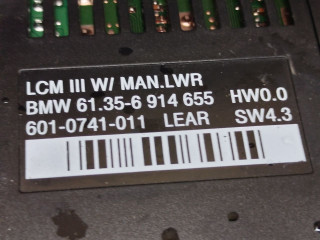 LCM III W/ MAN.LWR
BMW 61.35-6 914 655 HW0.0
601-0741-011 LEAR SW4.3